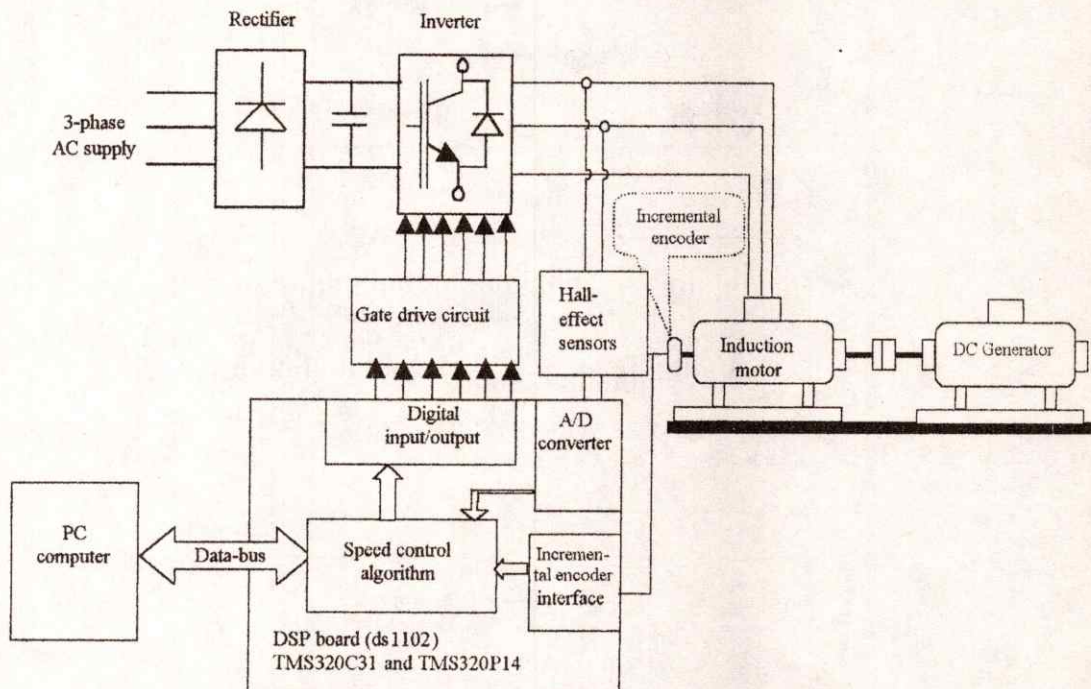 Rectifier
Inverter
3-phase
AC supply
Incremental
encoder
Gate drive circuit
Hall-
effect
sensors
Induction
motor
DC Generator
Digital
input/output
A/D
converter
PC
computer
Data-bus
Speed control
algorithm
Incremen-
tal encoder
interface
DSP board (ds1102)
TMS320C31 and TMS320P14